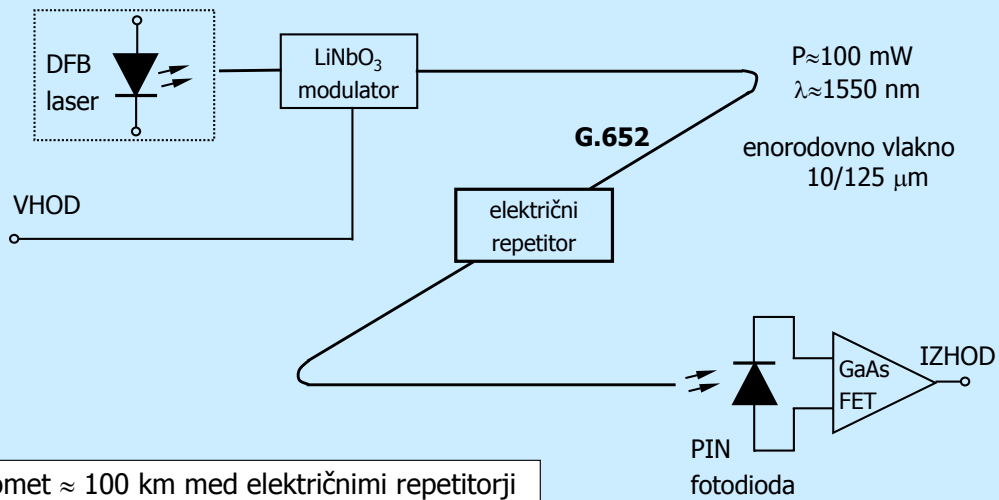 DFB
laser
LiNbO₃
modulator
P≈100 mW
λ≈1550 nm
G.652
enorodovno vlakno
10/125 μm
VHOD
električni
repetitor
IZHOD
GaAs
FET
PIN
fotodioda
≈ 100 km med električnimi repetitorji